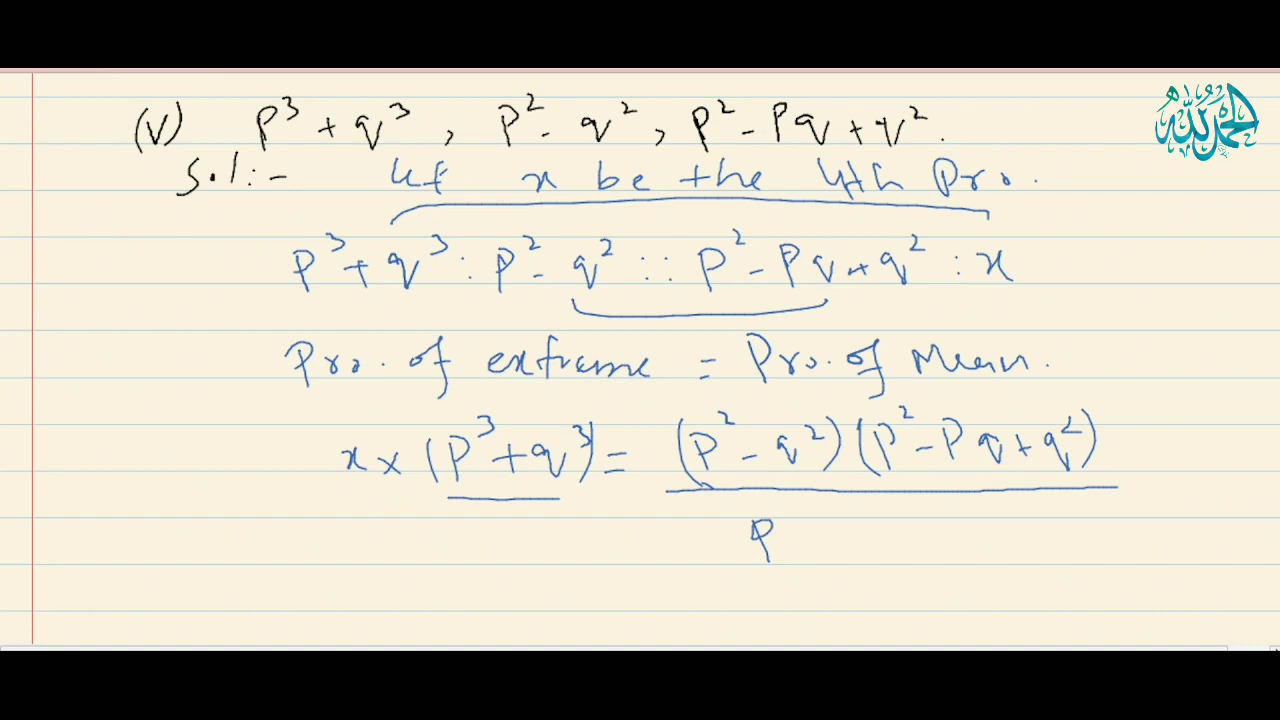 (v) P³ + q³, P² - q², P² - Pq + q².
الحمد لله
Sol:- let x be the 4th Pro.
P³ + q³ : P² - q² :: P² - Pq + q² : x
Pro. of extreme = Pro. of Mean.
x × (P³ + q³) = (P² - q²)(P² - Pq + q²)
P